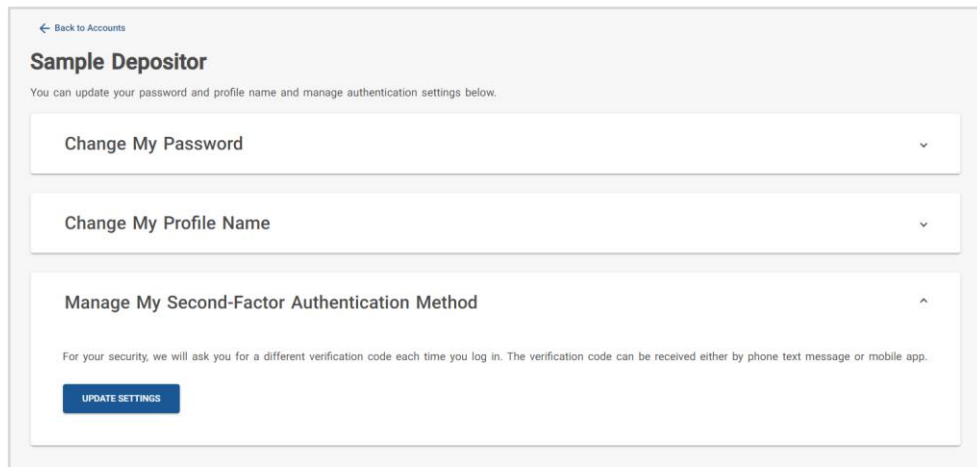 Back to Accounts
Sample Depositor
You can update your password and profile name and manage authentication settings below.
Change My Password
Change My Profile Name
Manage My Second-Factor Authentication Method
For your security, we will ask you for a different verification code each time you log in. The verification code can be received either by phone text message or mobile app.
UPDATE SETTINGS